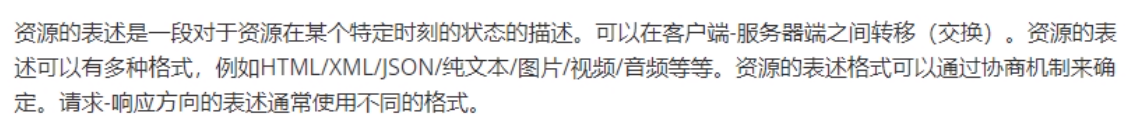 资源的表述是一段对于资源在某个特定时刻的状态的描述。可以在客户端-服务器端之间转移（交换）。资源的表
述可以有多种格式，例如HTML/XML/JSON/纯文本/图片/视频/音频等等。资源的表述格式可以通过协商机制来确
定。请求-响应方向的表述通常使用不同的格式。